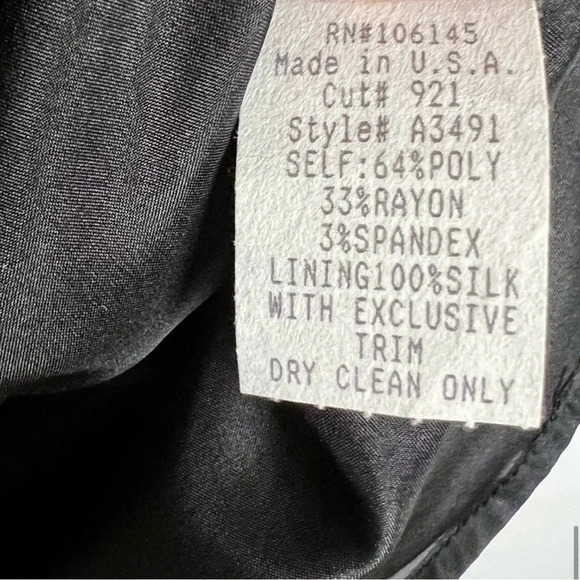 RN#106145
Made in U.S.A.
Cut# 921
Style# A3491
SELF:64%POLY
33%RAYON
3%SPANDEX
LINING100%SILK
WITH EXCLUSIVE
TRIM
DRY CLEAN ONLY